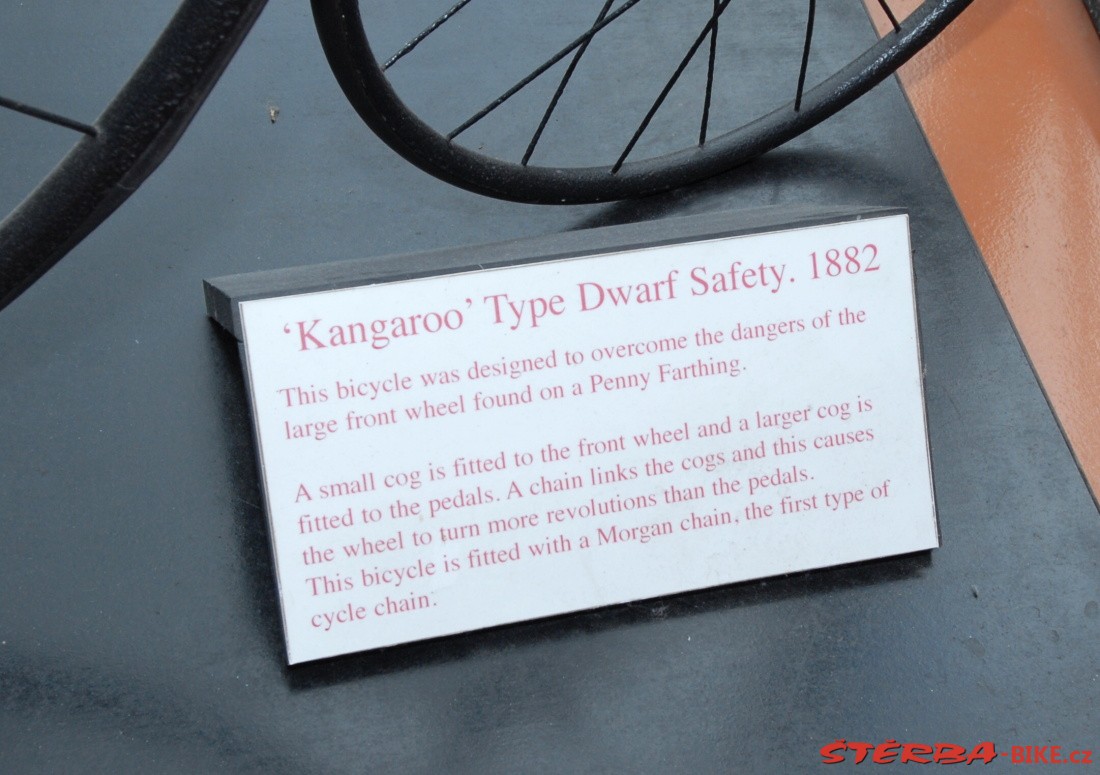 ‘Kangaroo’ Type Dwarf Safety. 1882
This bicycle was designed to overcome the dangers of the
large front wheel found on a Penny Farthing.
A small cog is fitted to the front wheel and a larger cog is
fitted to the pedals. A chain links the cogs and this causes
the wheel to turn more revolutions than the pedals.
This bicycle is fitted with a Morgan chain, the first type of
cycle chain.
ŠTĚRBA-BIKE.cz